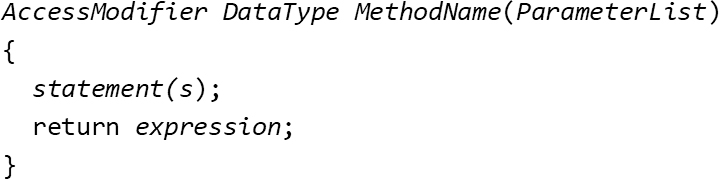 AccessModifier DataType MethodName(ParameterList)
{
  statement(s);
  return expression;
}